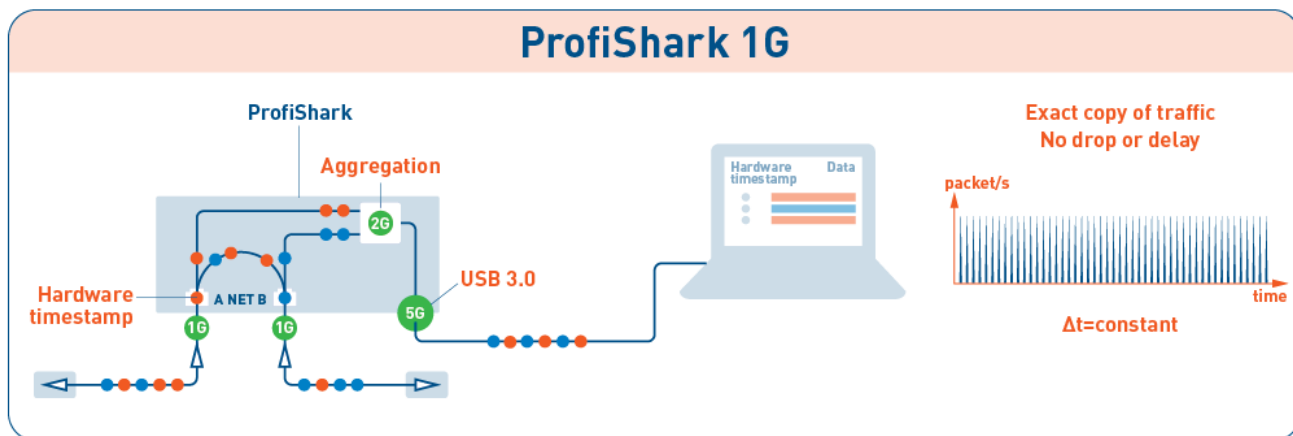 ProfiShark 1G
ProfiShark
Aggregation
2G
Hardware
timestamp
A NET B
1G
1G
5G
USB 3.0
Hardware
timestamp
Data
Exact copy of traffic
No drop or delay
packet/s
time
Δt=constant